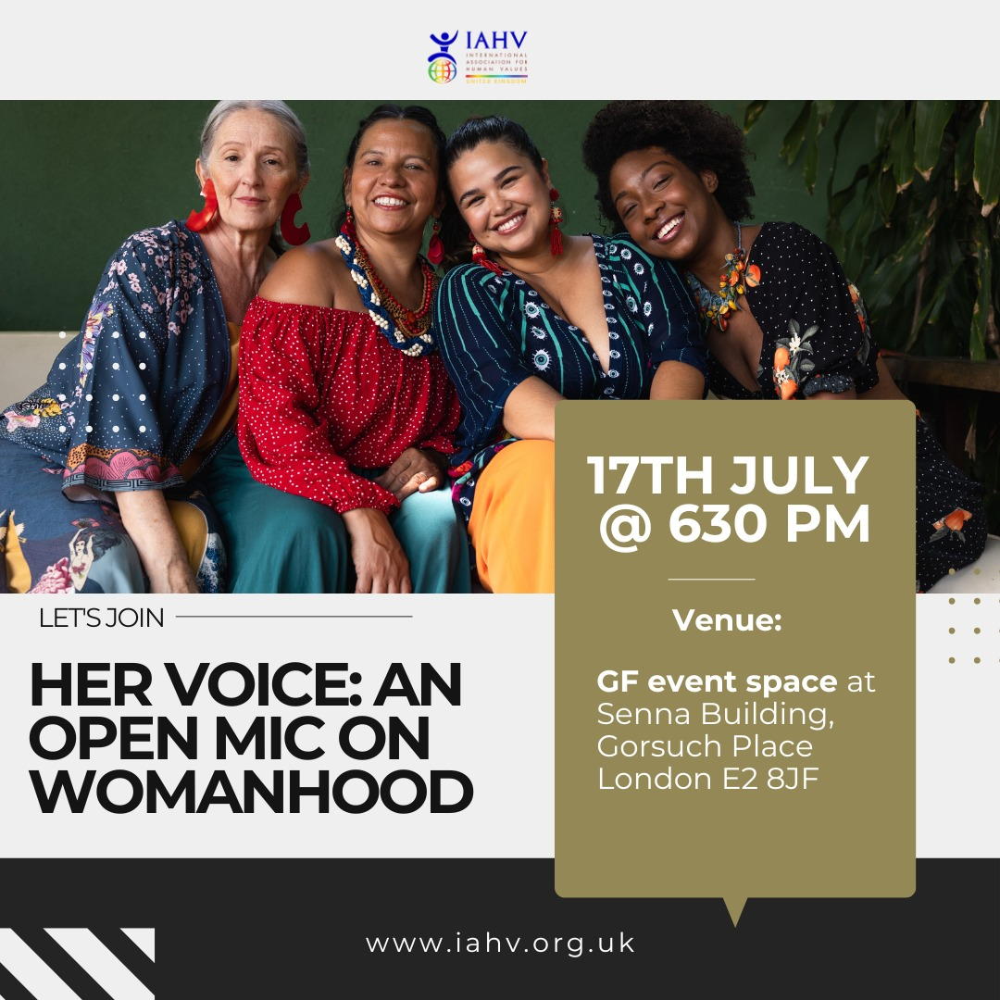 IAHV
INTERNATIONAL
ASSOCIATION FOR
HUMAN VALUES
UNITED KINGDOM
17TH JULY
@ 630 PM
Venue:
GF event space at
Senna Building,
Gorsuch Place
London E2 8JF
LET'S JOIN
HER VOICE: AN
OPEN MIC ON
WOMANHOOD
www.iahv.org.uk